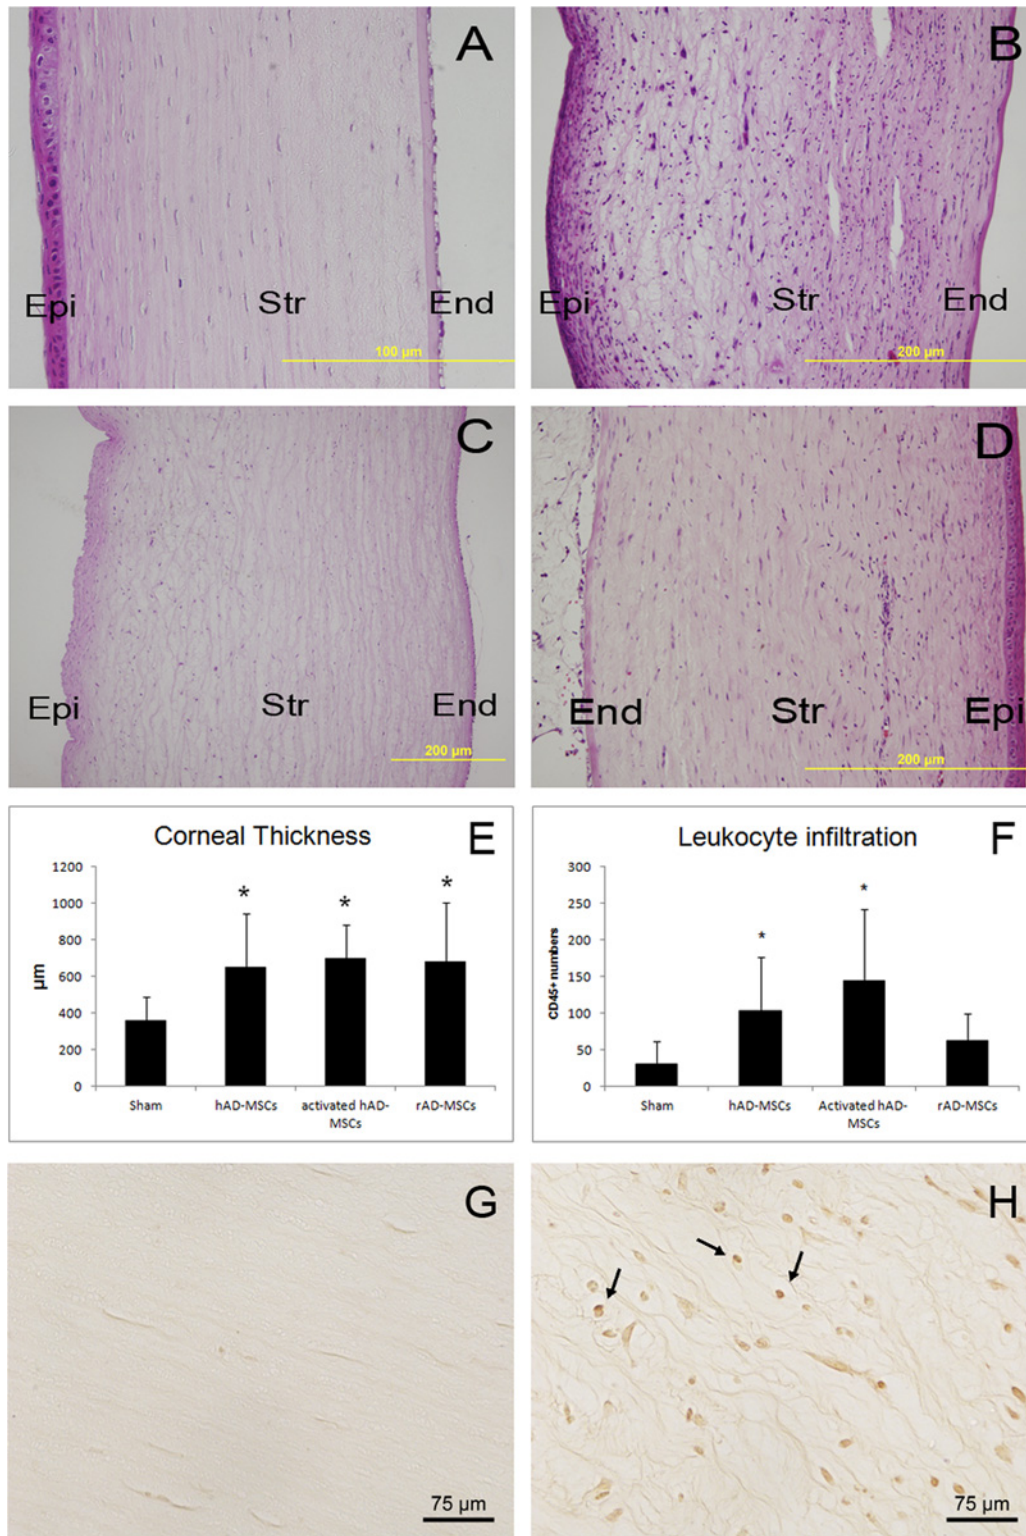 A
Epi
Str
End
100 µm
B
Epi
Str
End
200 µm
C
Epi
Str
End
200 µm
D
End
Str
Epi
200 µm
Corneal Thickness
E
1200
1000
800
600
400
200
0
µm
*
*
*
Sham
hAD-MSCs
activated hAD-
MSCs
rAD-MSCs
Leukocyte infiltration
F
300
250
200
150
100
50
0
CD45+ numbers
*
*
Sham
hAD-MSCs
Activated hAD-
MSCs
rAD-MSCs
G
75 µm
H
75 µm